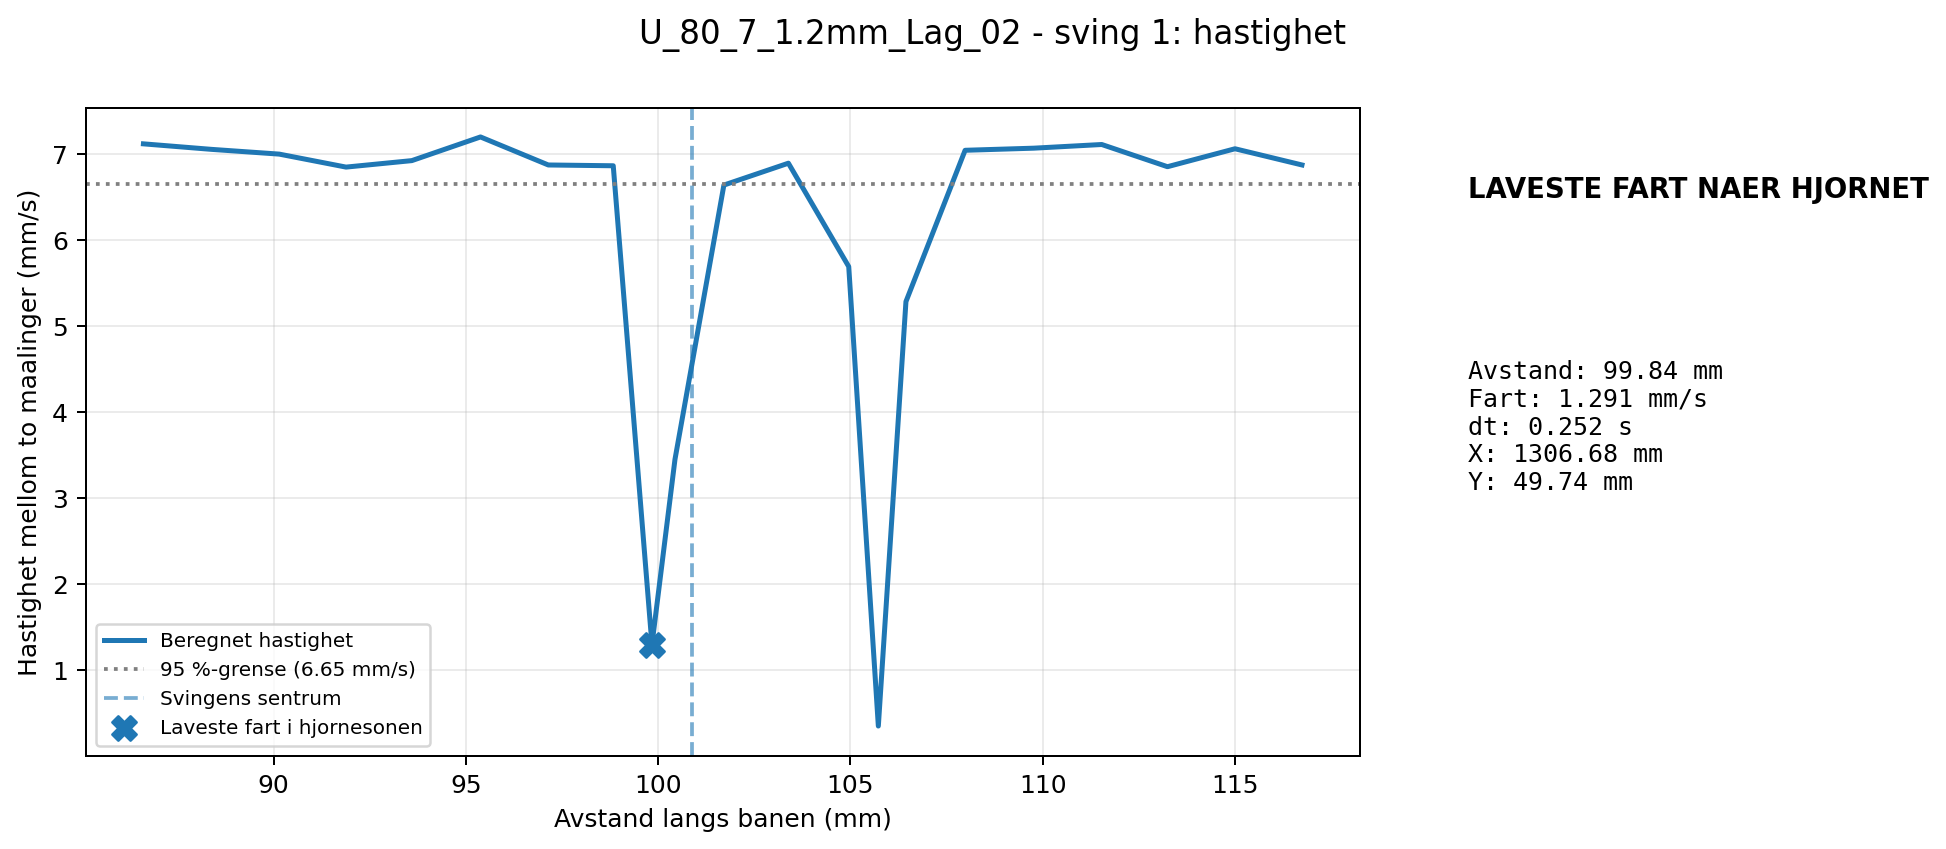 U_80_7_1.2mm_Lag_02 - sving 1: hastighet
Hastighet mellom to maalinger (mm/s)
7
6
5
4
3
2
1
Beregnet hastighet
95 %-grense (6.65 mm/s)
Svingens sentrum
Laveste fart i hjornesonen
90
95
100
105
110
115
Avstand langs banen (mm)
LAVESTE FART NAER HJORNET
Avstand: 99.84 mm
Fart: 1.291 mm/s
dt: 0.252 s
X: 1306.68 mm
Y: 49.74 mm